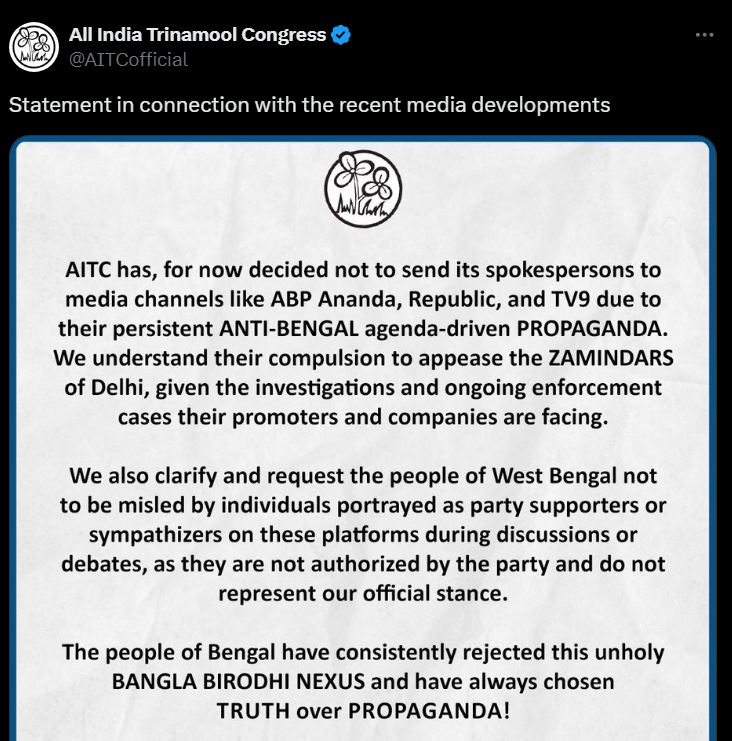 All India Trinamool Congress
@AITCofficial
Statement in connection with the recent media developments
AITC has, for now decided not to send its spokespersons to
media channels like ABP Ananda, Republic, and TV9 due to
their persistent ANTI-BENGAL agenda-driven PROPAGANDA.
We understand their compulsion to appease the ZAMINDARS
of Delhi, given the investigations and ongoing enforcement
cases their promoters and companies are facing.
We also clarify and request the people of West Bengal not
to be misled by individuals portrayed as party supporters or
sympathizers on these platforms during discussions or
debates, as they are not authorized by the party and do not
represent our official stance.
The people of Bengal have consistently rejected this unholy
BANGLA BIRODHI NEXUS and have always chosen
TRUTH over PROPAGANDA!